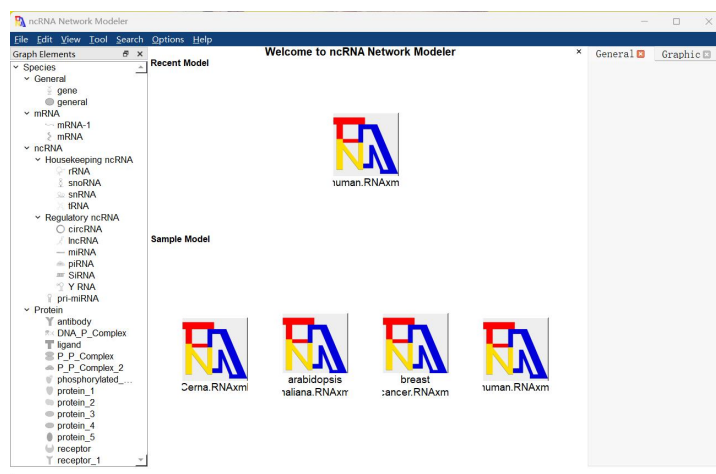 ncRNA Network Modeler
File Edit View Tool Search Options Help
Graph Elements
Species
General
gene
general
mRNA
mRNA-1
mRNA
ncRNA
Housekeeping ncRNA
rRNA
snoRNA
snRNA
tRNA
Regulatory ncRNA
circRNA
lncRNA
miRNA
piRNA
SiRNA
Y RNA
pri-miRNA
Protein
antibody
DNA_P_Complex
ligand
P_P_Complex
P_P_Complex_2
phosphorylated_...
protein_1
protein_2
protein_3
protein_4
protein_5
receptor
receptor_1
Welcome to ncRNA Network Modeler
Recent Model
human.RNAxm
Sample Model
Cerna.RNAxml
arabidopsis
haliana.RNAxm
breast
cancer.RNAxm
human.RNAxm
General
Graphic